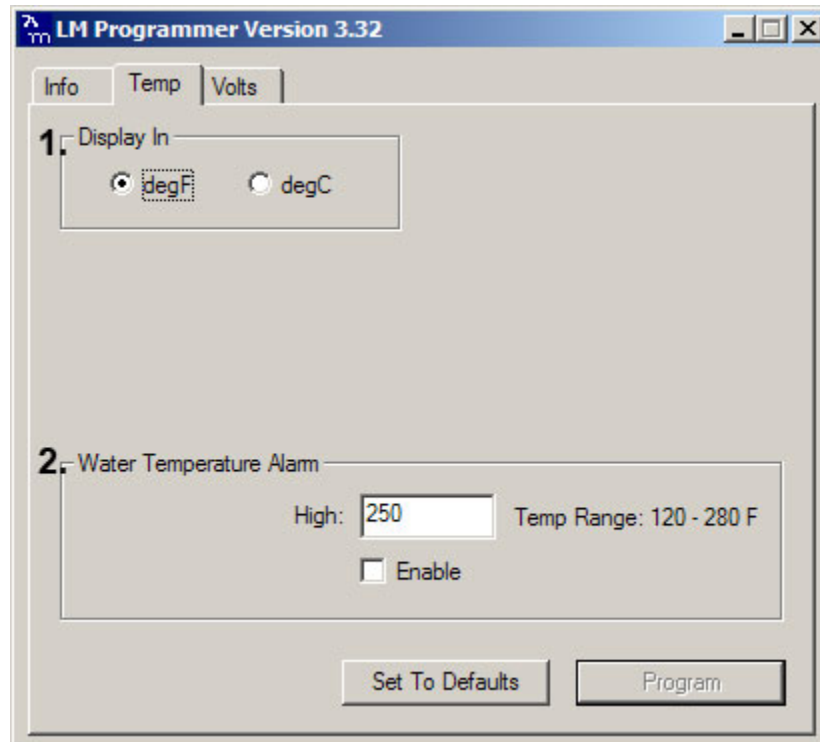 LM Programmer Version 3.32
Info Temp Volts
1. Display In
degF degC
2. Water Temperature Alarm
High: 250 Temp Range: 120 - 280 F
Enable
Set To Defaults Program